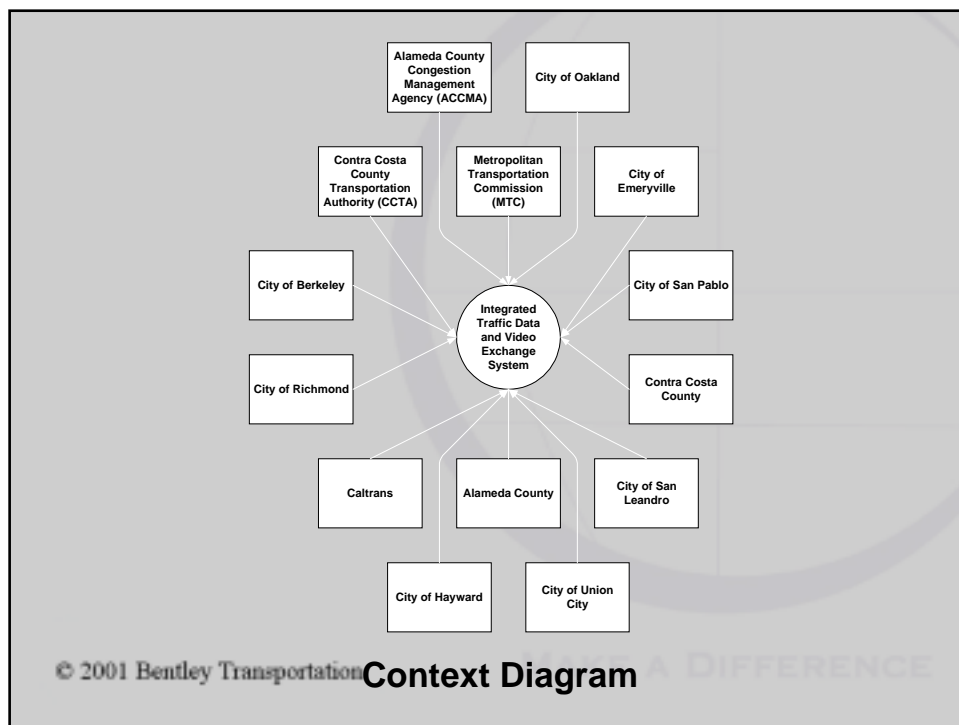 Alameda County
Congestion
Management
Agency (ACCMA)
City of Oakland
Contra Costa
County
Transportation
Authority (CCTA)
Metropolitan
Transportation
Commission
(MTC)
City of
Emeryville
City of Berkeley
City of San Pablo
Integrated
Traffic Data
and Video
Exchange
System
City of Richmond
Contra Costa
County
Caltrans
Alameda County
City of San
Leandro
City of Hayward
City of Union
City
© 2001 Bentley Transportation
Context Diagram
MAKE A DIFFERENCE